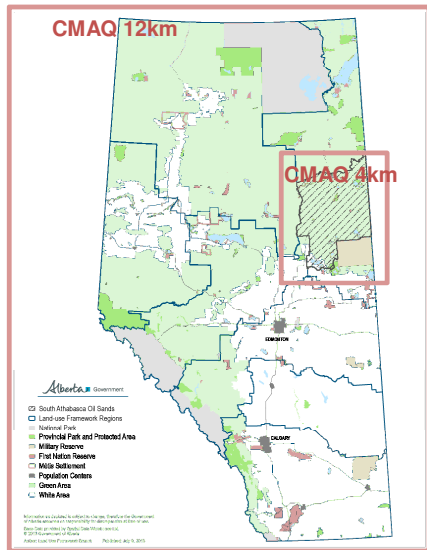 CMAQ 12km
CMAQ 4km
EDMONTON
CALGARY
Alberta Government
South Athabasca Oil Sands
Land-use Framework Regions
National Park
Provincial Park and Protected Area
Military Reserve
First Nation Reserve
Métis Settlement
Population Centers
Green Area
White Area